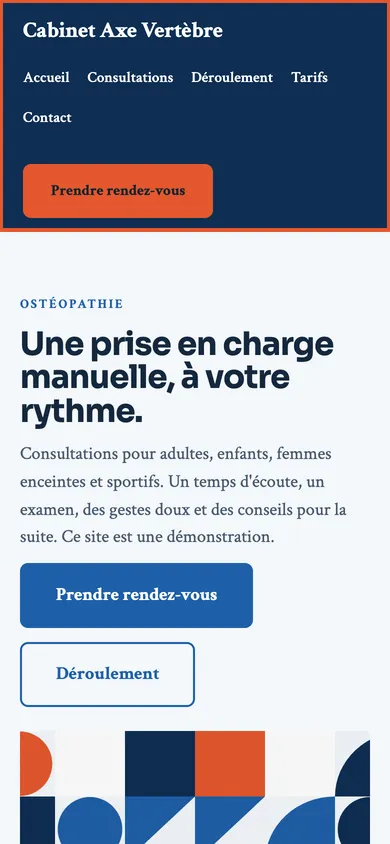 Cabinet Axe Vertèbre
Accueil Consultations Déroulement Tarifs
Contact
Prendre rendez-vous
OSTÉOPATHIE
Une prise en charge
manuelle, à votre
rythme.
Consultations pour adultes, enfants, femmes
enceintes et sportifs. Un temps d'écoute, un
examen, des gestes doux et des conseils pour la
suite. Ce site est une démonstration.
Prendre rendez-vous
Déroulement